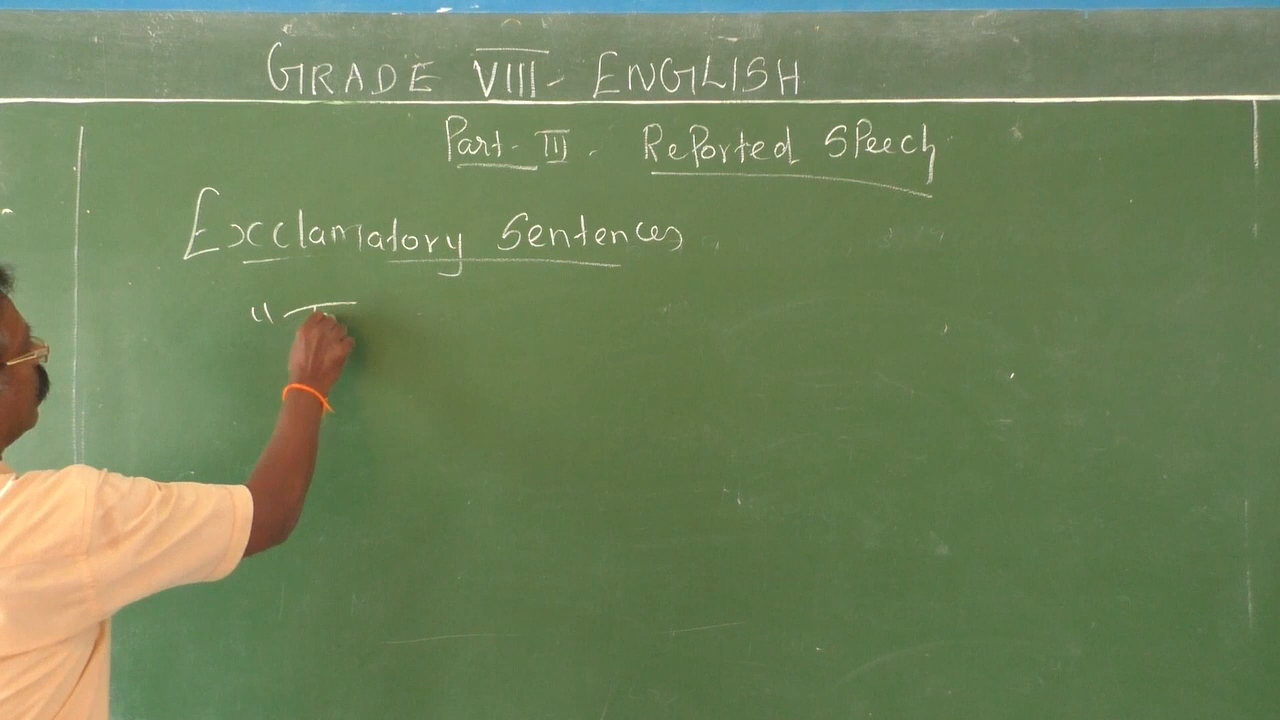 GRADE VIII - ENGLISH
Part - III. Reported Speech
Exclamatory Sentences
"